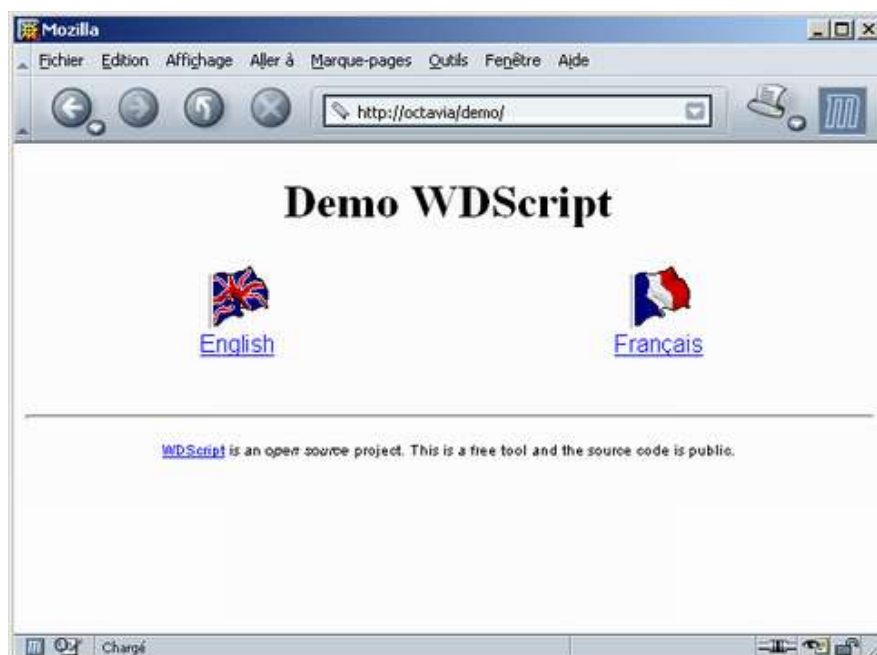 Mozilla
Fichier Edition Affichage Aller à Marque-pages Outils Fenêtre Aide
http://octavia/demo/
Demo WDScript
English Français
WDScript is an open source project. This is a free tool and the source code is public.
Chargé